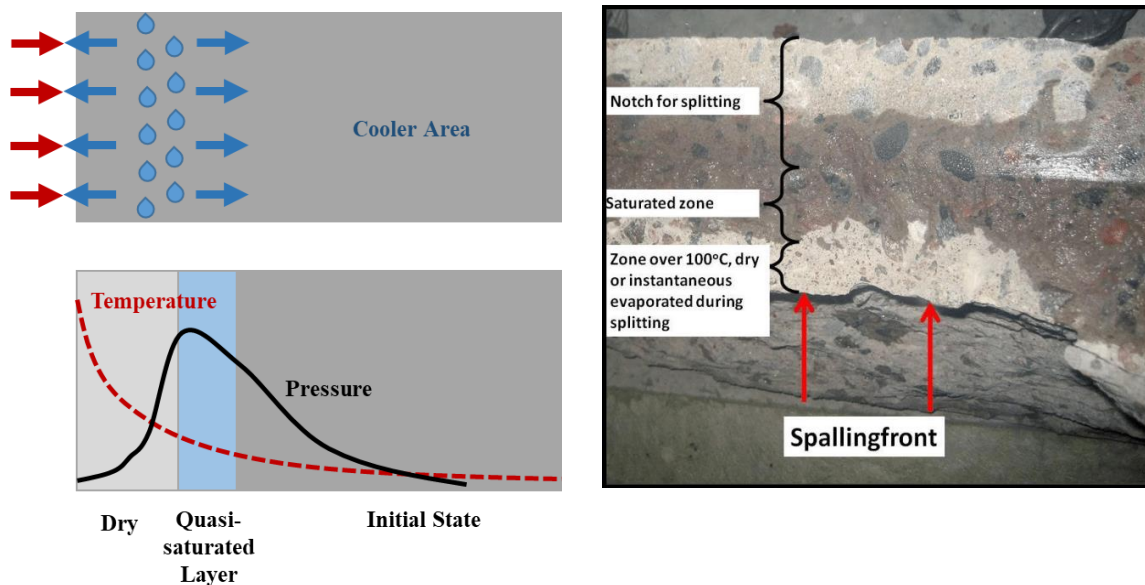 Cooler Area
Temperature
Pressure
Dry
Quasi-
saturated
Layer
Initial State
Notch for splitting
Saturated zone
Zone over 100°C, dry
or instantaneous
evaporated during
splitting
Spallingfront